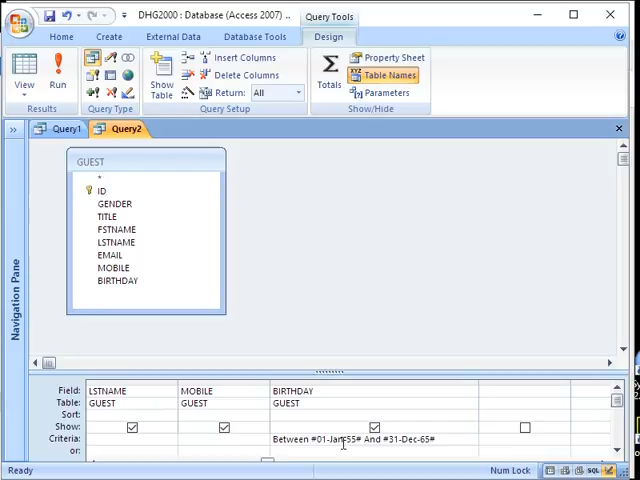 DHG2000 : Database (Access 2007) ..
Query Tools
Home
Create
External Data
Database Tools
Design
View
Run
Results
Query Type
Show
Table
Insert Columns
Delete Columns
Return: All
Query Setup
Totals
Property Sheet
XYZ Table Names
Parameters
Show/Hide
Query1
Query2
GUEST
*
ID
GENDER
TITLE
FSTNAME
LSTNAME
EMAIL
MOBILE
BIRTHDAY
Navigation Pane
Field: LSTNAME MOBILE BIRTHDAY
Table: GUEST GUEST GUEST
Sort:
Show:
Criteria: Between #01-Jan-55# And #31-Dec-65#
or:
Ready
Num Lock
SQL